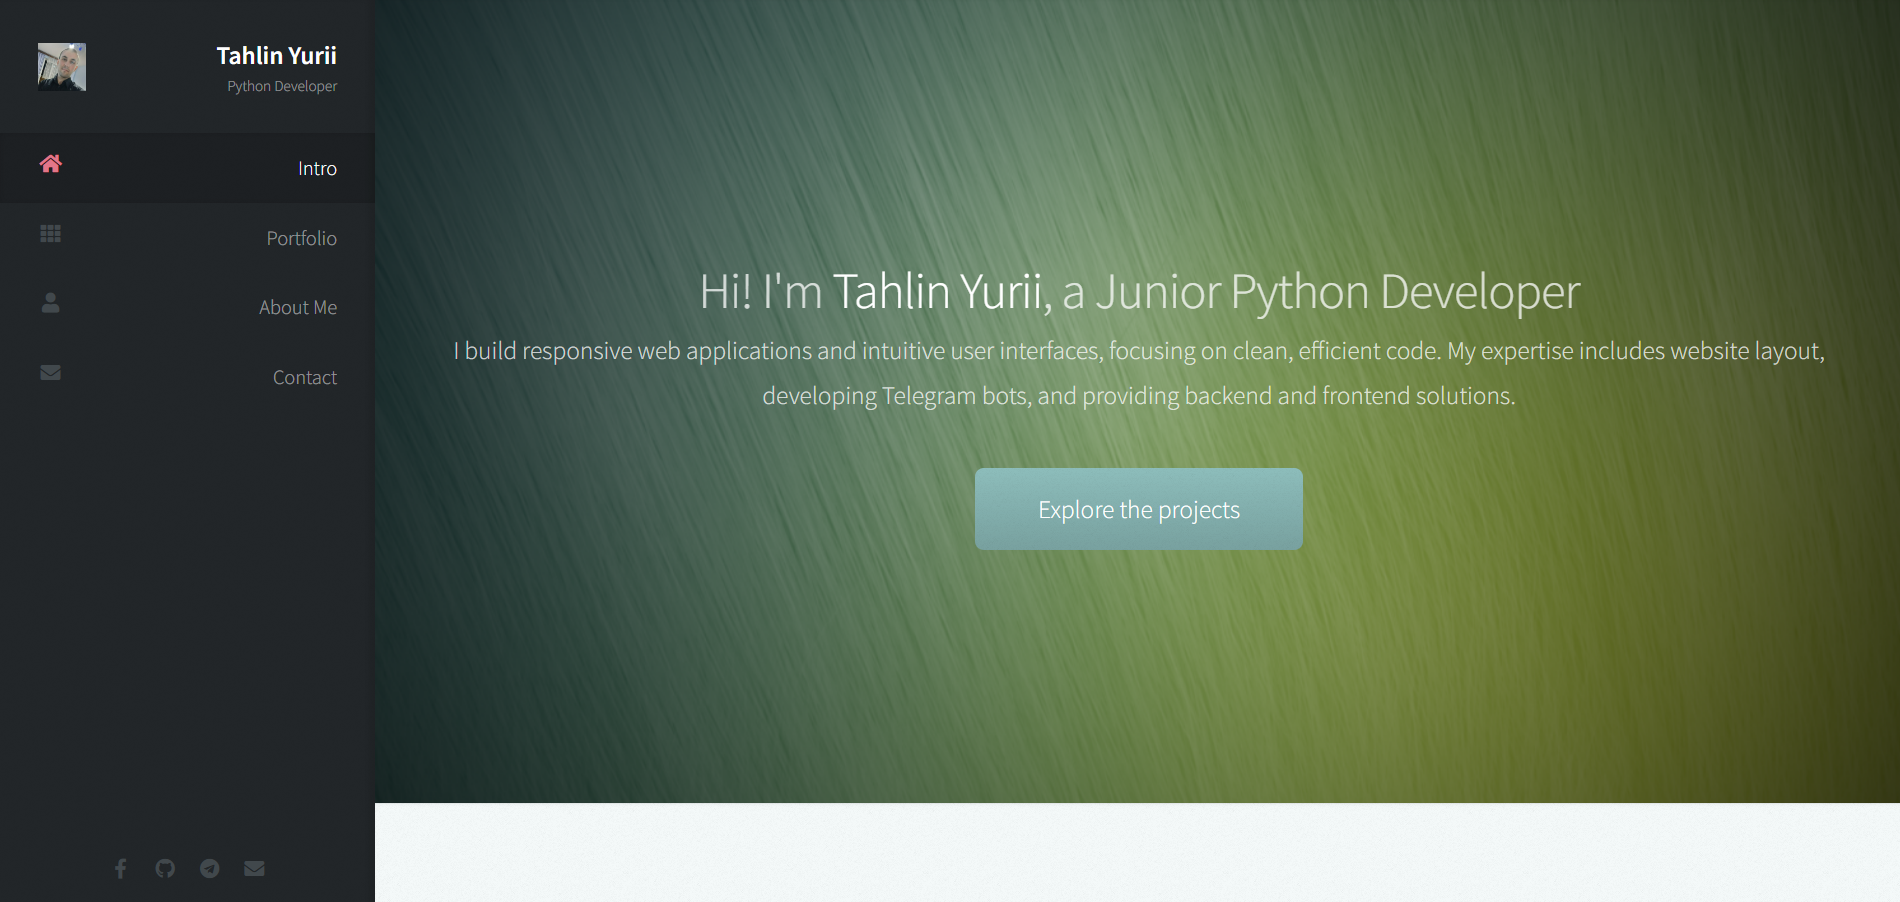 Tahlin Yurii
Python Developer
Intro
Portfolio
About Me
Contact
Hi! I'm Tahlin Yurii, a Junior Python Developer
I build responsive web applications and intuitive user interfaces, focusing on clean, efficient code. My expertise includes website layout,
developing Telegram bots, and providing backend and frontend solutions.
Explore the projects